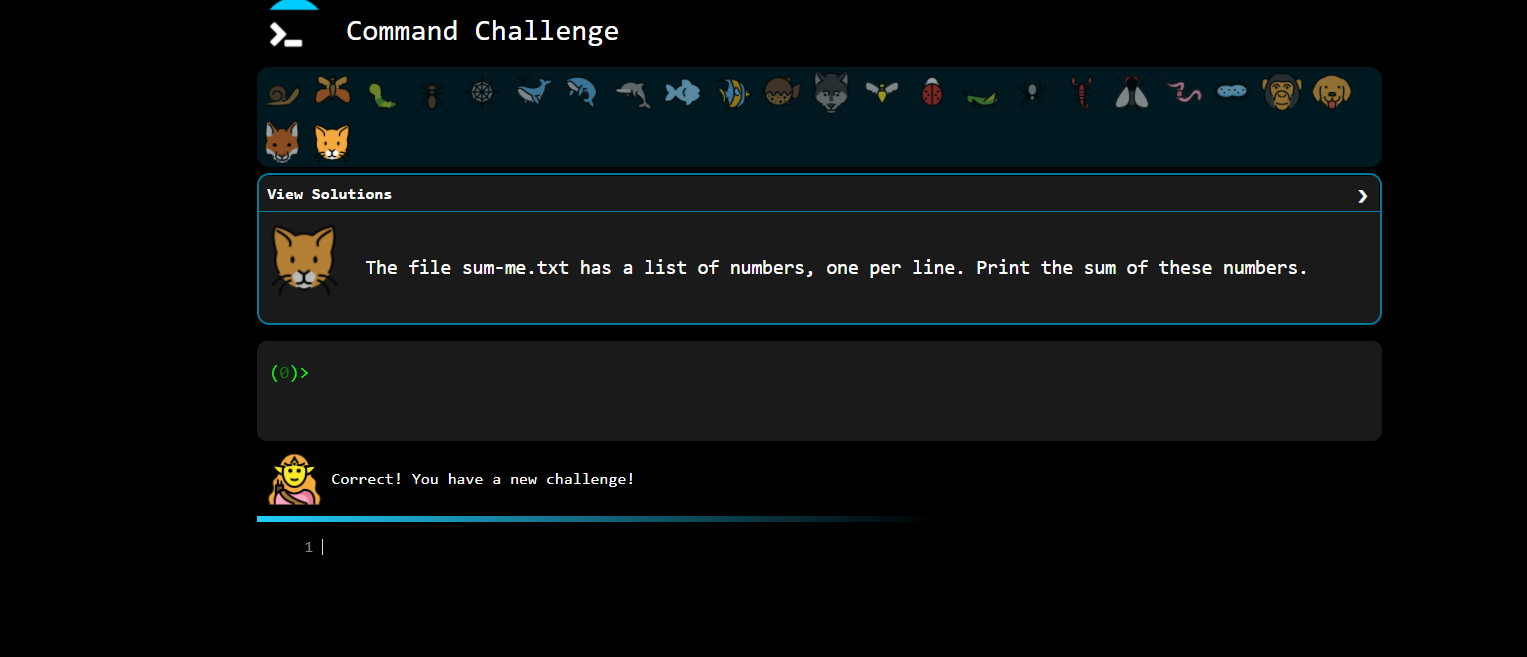 Command Challenge
View Solutions
The file sum-me.txt has a list of numbers, one per line. Print the sum of these numbers.
(0)>
Correct! You have a new challenge!
1